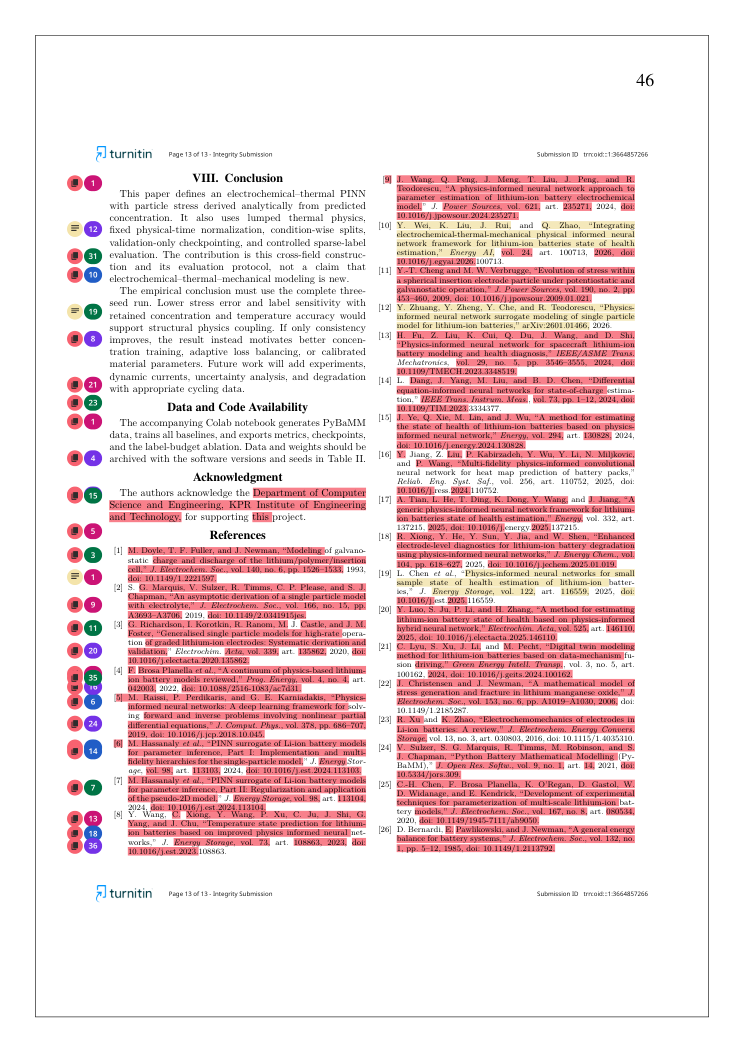 46
turnitin Page 13 of 13 - Integrity Submission Submission ID trn:oid:::1:3664857266
VIII. Conclusion
This paper defines an electrochemical–thermal PINN
with particle stress derived analytically from predicted
concentration. It also uses lumped thermal physics,
fixed physical-time normalization, condition-wise splits,
validation-only checkpointing, and controlled sparse-label
evaluation. The contribution is this cross-field construc-
tion and its evaluation protocol, not a claim that
electrochemical–thermal–mechanical modeling is new.
The empirical conclusion must use the complete three-
seed run. Lower stress error and label sensitivity with
retained concentration and temperature accuracy would
support structural physics coupling. If only consistency
improves, the result instead motivates better concen-
tration training, adaptive loss balancing, or calibrated
material parameters. Future work will add experiments,
dynamic currents, uncertainty analysis, and degradation
with appropriate cycling data.
Data and Code Availability
The accompanying Colab notebook generates PyBaMM
data, trains all baselines, and exports metrics, checkpoints,
and the label-budget ablation. Data and weights should be
archived with the software versions and seeds in Table II.
Acknowledgment
The authors acknowledge the Department of Computer
Science and Engineering, KPR Institute of Engineering
and Technology, for supporting this project.
References
[1] M. Doyle, T. F. Fuller, and J. Newman, “Modeling of galvano-
static charge and discharge of the lithium/polymer/insertion
cell,” J. Electrochem. Soc., vol. 140, no. 6, pp. 1526–1533, 1993.
doi: 10.1149/1.2221597.
[2] S. G. Marquis, V. Sulzer, R. Timms, C. P. Please, and S. J.
Chapman, “An asymptotic derivation of a single particle model
with electrolyte,” J. Electrochem. Soc., vol. 166, no. 15, pp.
A3693–A3706, 2019, doi: 10.1149/2.0341915jes.
[3] G. Richardson, I. Korotkin, R. Ranom, M. J. Castle, and J. M.
Foster, “Generalised single particle models for high-rate opera-
tion of graded lithium-ion electrodes: Systematic derivation and
validation,” Electrochim. Acta, vol. 339, art. 135862, 2020, doi:
10.1016/j.electacta.2020.135862.
[4] F. Brosa Planella et al., “A continuum of physics-based lithium-
ion battery models reviewed,” Prog. Energy, vol. 4, no. 4, art.
042003, 2022, doi: 10.1088/2516-1083/ac7d31.
5] M. Raissi, P. Perdikaris, and G. E. Karniadakis, “Physics-
informed neural networks: A deep learning framework for solv-
ing forward and inverse problems involving nonlinear partial
differential equations,” J. Comput. Phys., vol. 378, pp. 686–707,
2019, doi: 10.1016/j.jcp.2018.10.045.
[6] M. Hassanaly et al., “PINN surrogate of Li-ion battery models
for parameter inference, Part I: Implementation and multi-
fidelity hierarchies for the single-particle model,” J. Energy Stor-
age, vol. 98, art. 113103, 2024, doi: 10.1016/j.est.2024.113103.
[7] M. Hassanaly et al., “PINN surrogate of Li-ion battery models
for parameter inference, Part II: Regularization and application
of the pseudo-2D model,” J. Energy Storage, vol. 98, art. 113104,
2024, doi: 10.1016/j.est.2024.113104.
[8] Y. Wang, C. Xiong, Y. Wang, P. Xu, C. Ju, J. Shi, G.
Yang, and J. Chu, “Temperature state prediction for lithium-
ion batteries based on improved physics informed neural net-
works,” J. Energy Storage, vol. 73, art. 108863, 2023, doi:
10.1016/j.est.2023.108863.
[9] J. Wang, Q. Peng, J. Meng, T. Liu, J. Peng, and R.
Teodorescu, “A physics-informed neural network approach to
parameter estimation of lithium-ion battery electrochemical
model,” J. Power Sources, vol. 621, art. 235271, 2024, doi:
10.1016/j.jpowsour.2024.235271.
[10] Y. Wei, K. Liu, J. Rui, and Q. Zhao, “Integrating
electrochemical-thermal-mechanical physics informed neural
network framework for lithium-ion batteries state of health
estimation,” Energy AI, vol. 24, art. 100713, 2026, doi:
10.1016/j.egyai.2026.100713.
[11] Y.-T. Cheng and M. W. Verbrugge, “Evolution of stress within
a spherical insertion electrode particle under potentiostatic and
galvanostatic operation,” J. Power Sources, vol. 190, no. 2, pp.
453–460, 2009, doi: 10.1016/j.jpowsour.2009.01.021.
[12] Y. Zhuang, Y. Zheng, Y. Che, and R. Teodorescu, “Physics-
informed neural network surrogate modeling of single particle
model for lithium-ion batteries,” arXiv:2601.01466, 2026.
[13] H. Fu, Z. Liu, K. Cui, Q. Du, J. Wang, and D. Shi,
“Physics-informed neural network for spacecraft lithium-ion
battery modeling and health diagnosis,” IEEE/ASME Trans.
Mechatronics, vol. 29, no. 5, pp. 3546–3555, 2024, doi:
10.1109/TMECH.2023.3348519.
[14] L. Dang, J. Yang, M. Liu, and B. D. Chen, “Differential
equation-informed neural networks for state-of-charge estima-
tion,” IEEE Trans. Instrum. Meas., vol. 73, pp. 1–12, 2024, doi:
10.1109/TIM.2023.3334377.
[15] J. Ye, Q. Xie, M. Lin, and J. Wu, “A method for estimating
the state of health of lithium-ion batteries based on physics-
informed neural network,” Energy, vol. 294, art. 130828, 2024,
doi: 10.1016/j.energy.2024.130828.
[16] Y. Jiang, Z. Liu, P. Kabirzadeh, Y. Wu, Y. Li, N. Miljkovic,
and P. Wang, “Multi-fidelity physics-informed convolutional
neural network for heat map prediction of battery packs,”
Reliab. Eng. Syst. Saf., vol. 256, art. 110752, 2025, doi:
10.1016/j.ress.2024.110752.
[17] A. Tian, L. He, T. Ding, K. Dong, Y. Wang, and J. Jiang, “A
generic physics-informed neural network framework for lithium-
ion batteries state of health estimation,” Energy, vol. 332, art.
137215, 2025, doi: 10.1016/j.energy.2025.137215.
[18] R. Xiong, Y. He, Y. Sun, Y. Jia, and W. Shen, “Enhanced
electrode-level diagnostics for lithium-ion battery degradation
using physics-informed neural networks,” J. Energy Chem., vol.
104, pp. 618–627, 2025, doi: 10.1016/j.jechem.2025.01.019.
[19] L. Chen et al., “Physics-informed neural networks for small
sample state of health estimation of lithium-ion batter-
ies,” J. Energy Storage, vol. 122, art. 116559, 2025, doi:
10.1016/j.est.2025.116559.
[20] Y. Luo, S. Ju, P. Li, and H. Zhang, “A method for estimating
lithium-ion battery state of health based on physics-informed
hybrid neural network,” Electrochim. Acta, vol. 525, art. 146110,
2025, doi: 10.1016/j.electacta.2025.146110.
[21] C. Lyu, S. Xu, J. Li, and M. Pecht, “Digital twin modeling
method for lithium-ion batteries based on data-mechanism fu-
sion driving,” Green Energy Intell. Transp., vol. 3, no. 5, art.
100162, 2024, doi: 10.1016/j.geits.2024.100162.
[22] J. Christensen and J. Newman, “A mathematical model of
stress generation and fracture in lithium manganese oxide,” J.
Electrochem. Soc., vol. 153, no. 6, pp. A1019–A1030, 2006, doi:
10.1149/1.2185287.
[23] R. Xu and K. Zhao, “Electrochemomechanics of electrodes in
Li-ion batteries: A review,” J. Electrochem. Energy Convers.
Storage, vol. 13, no. 3, art. 030803, 2016, doi: 10.1115/1.4035310.
[24] V. Sulzer, S. G. Marquis, R. Timms, M. Robinson, and S.
J. Chapman, “Python Battery Mathematical Modelling (Py-
BaMM),” J. Open Res. Softw., vol. 9, no. 1, art. 14, 2021, doi:
10.5334/jors.309.
[25] C.-H. Chen, F. Brosa Planella, K. O’Regan, D. Gastol, W.
D. Widanage, and E. Kendrick, “Development of experimental
techniques for parameterization of multi-scale lithium-ion bat-
tery models,” J. Electrochem. Soc., vol. 167, no. 8, art. 080534,
2020, doi: 10.1149/1945-7111/ab9050.
[26] D. Bernardi, E. Pawlikowski, and J. Newman, “A general energy
balance for battery systems,” J. Electrochem. Soc., vol. 132, no.
1, pp. 5–12, 1985, doi: 10.1149/1.2113792.
1
12
31
10
19
8
21
23
1
4
15
5
3
1
9
11
20
35
16
6
24
14
7
13
18
36
turnitin Page 13 of 13 - Integrity Submission Submission ID trn:oid:::1:3664857266